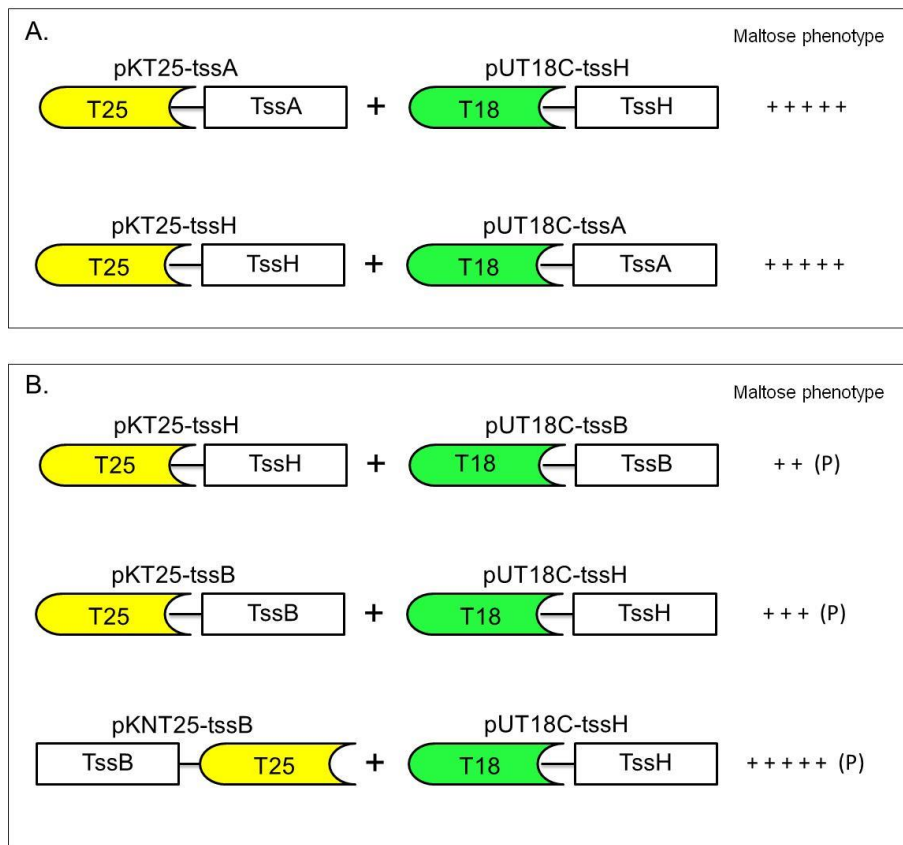 A.
Maltose phenotype
pKT25-tssA pUT18C-tssH
T25 TssA + T18 TssH + + + + +
pKT25-tssH pUT18C-tssA
T25 TssH + T18 TssA + + + + +
B.
Maltose phenotype
pKT25-tssH pUT18C-tssB
T25 TssH + T18 TssB + + (P)
pKT25-tssB pUT18C-tssH
T25 TssB + T18 TssH + + + (P)
pKNT25-tssB pUT18C-tssH
TssB T25 + T18 TssH + + + + + (P)